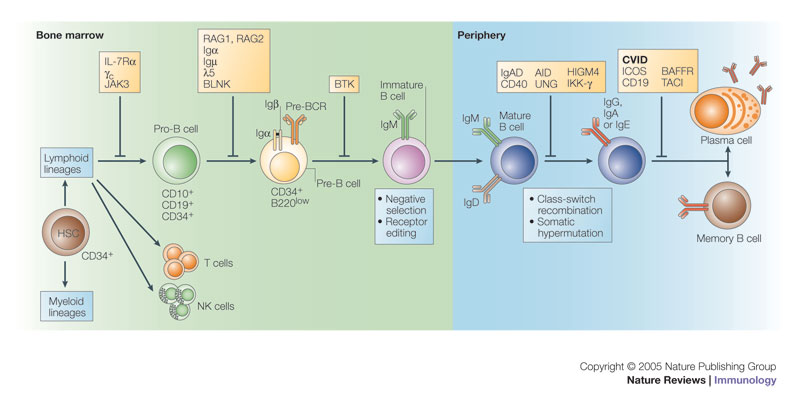 Bone marrow
Periphery
IL-7Rα
γc
JAK3
RAG1, RAG2
Igα
Igμ
λ5
BLNK
BTK
IgAD AID HIGM4
CD40 UNG IKK-γ
CVID
ICOS BAFFR
CD19 TACI
Lymphoid
lineages
Pro-B cell
CD10+
CD19+
CD34+
Igβ
Igα
Pre-BCR
Pre-B cell
CD34+
B220low
Immature
B cell
IgM
• Negative
selection
• Receptor
editing
IgM
Mature
B cell
IgD
• Class-switch
recombination
• Somatic
hypermutation
IgG,
IgA
or IgE
Plasma cell
Memory B cell
HSC
CD34+
T cells
NK cells
Myeloid
lineages
Copyright © 2005 Nature Publishing Group
Nature Reviews | Immunology